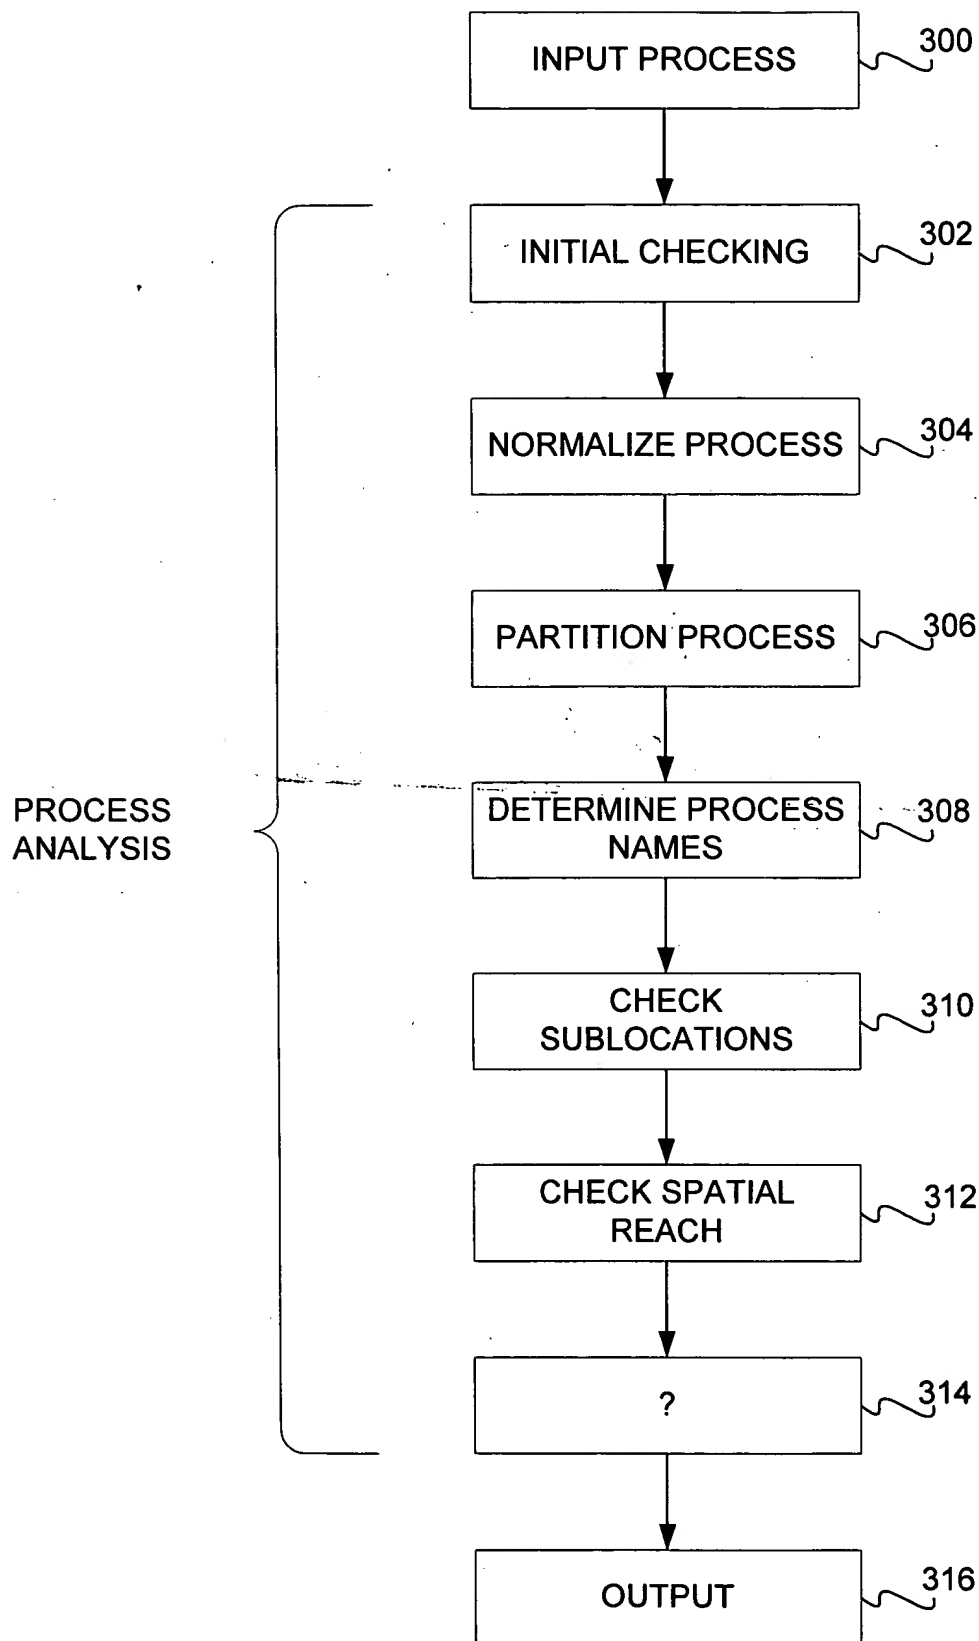 INPUT PROCESS
300
INITIAL CHECKING
302
NORMALIZE PROCESS
304
PARTITION PROCESS
306
DETERMINE PROCESS
NAMES
308
PROCESS
ANALYSIS
CHECK
SUBLOCATIONS
310
CHECK SPATIAL
REACH
312
?
314
OUTPUT
316